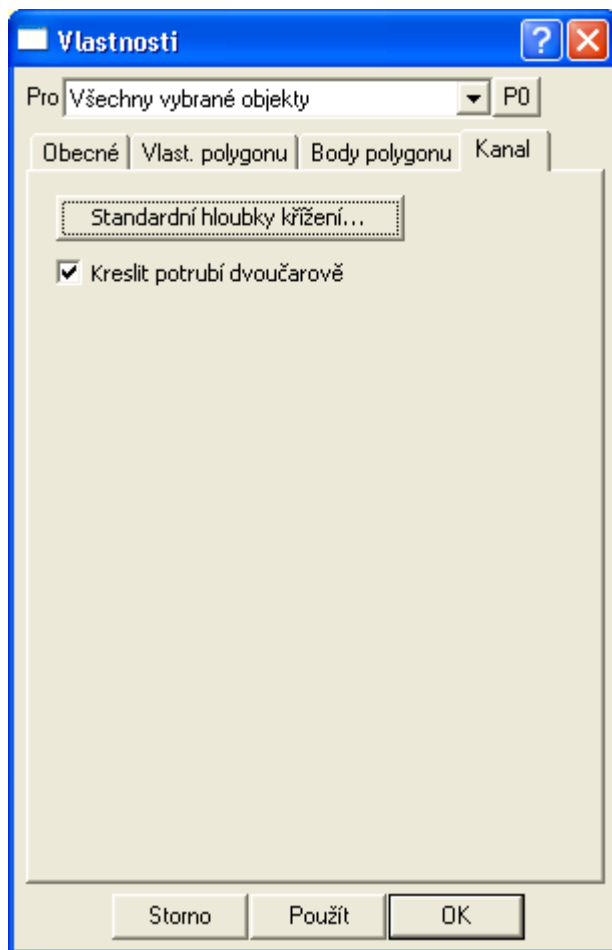 Vlastnosti
Pro Všechny vybrané objekty P0
Obecné Vlast. polygonu Body polygonu Kanal
Standardní hloubky křížení...
Kreslit potrubí dvoučarově
Storno Použít OK